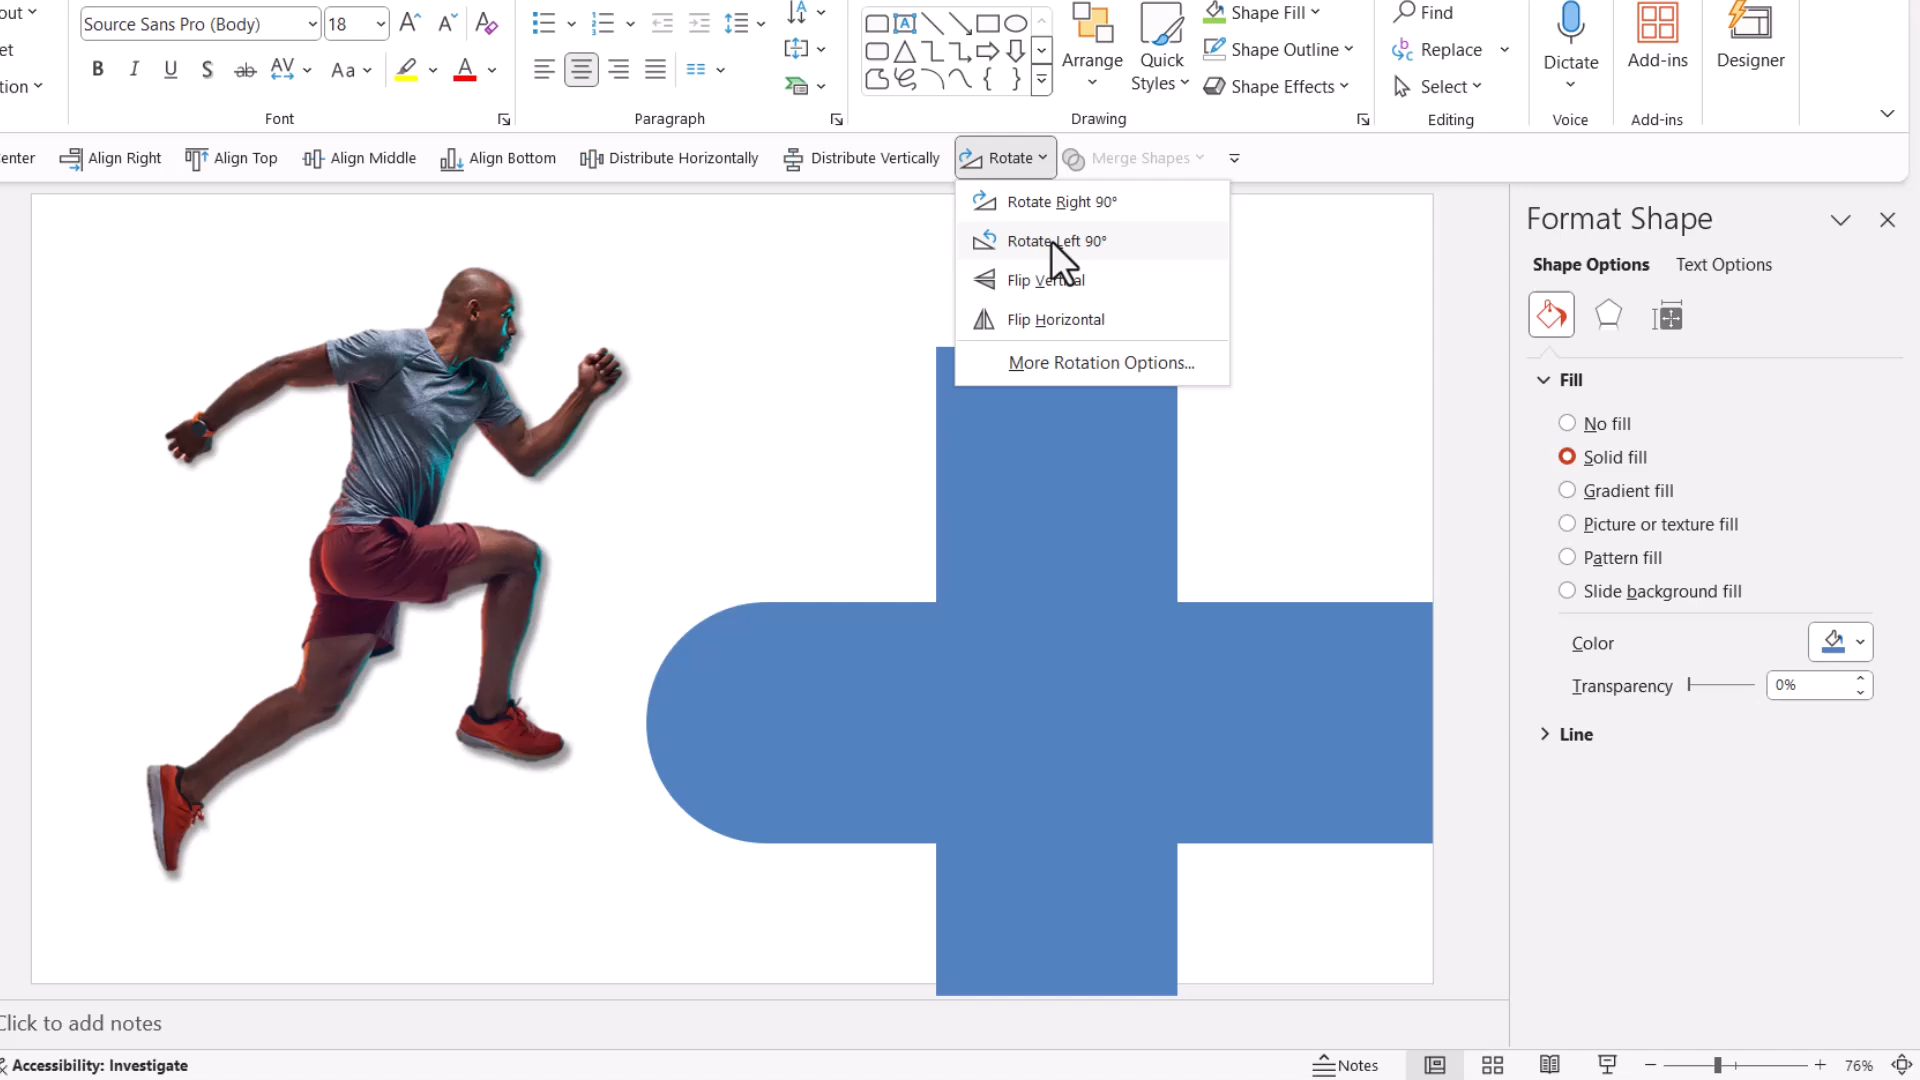 out
Source Sans Pro (Body)
18
Arrange
Quick
Styles
Shape Fill
Shape Outline
Shape Effects
Find
Replace
Select
Dictate
Add-ins
Designer
B I U S ab AV Aa A
Font
Paragraph
Drawing
Editing
Voice
Add-ins
enter
Align Right
Align Top
Align Middle
Align Bottom
Distribute Horizontally
Distribute Vertically
Rotate
Merge Shapes
Rotate Right 90°
Rotate Left 90°
Flip Vertical
Flip Horizontal
More Rotation Options...
Format Shape
Shape Options
Text Options
Fill
No fill
Solid fill
Gradient fill
Picture or texture fill
Pattern fill
Slide background fill
Color
Transparency
0%
Line
Click to add notes
Accessibility: Investigate
Notes
76%